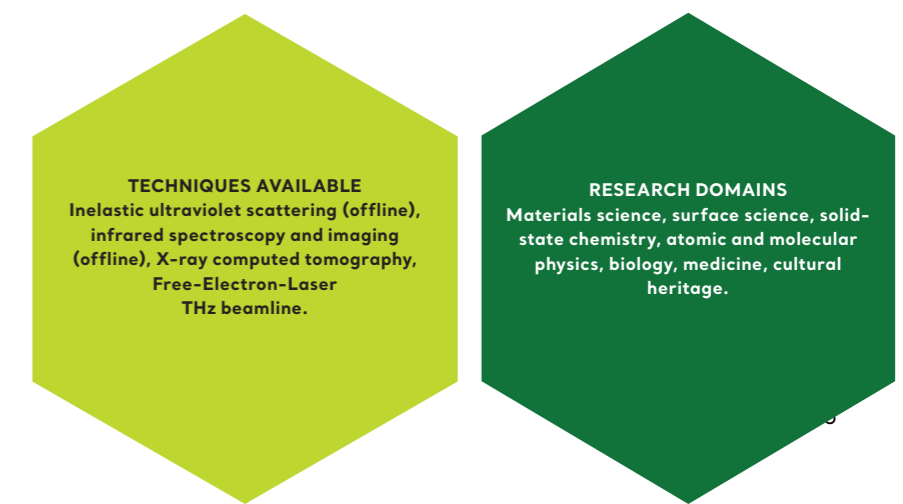 TECHNIQUES AVAILABLE
Inelastic ultraviolet scattering (offline),
infrared spectroscopy and imaging
(offline), X-ray computed tomography,
Free-Electron-Laser
THz beamline.
RESEARCH DOMAINS
Materials science, surface science, solid-
state chemistry, atomic and molecular
physics, biology, medicine, cultural
heritage.